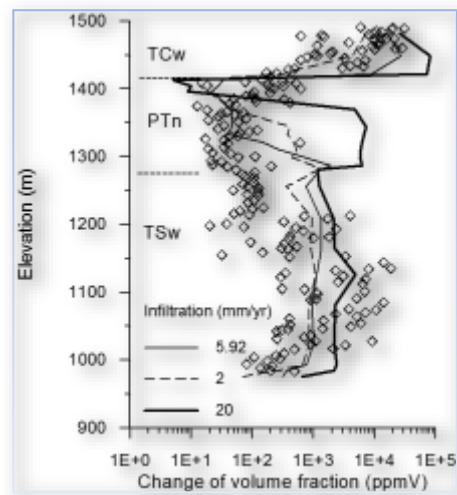 1500
TCw
1400
PTn
1300
Elevation (m)
1200
TSw
1100
Infiltration (mm/yr)
5.92
1000
2
20
900
1E+0 1E+1 1E+2 1E+3 1E+4 1E+5
Change of volume fraction (ppmV)